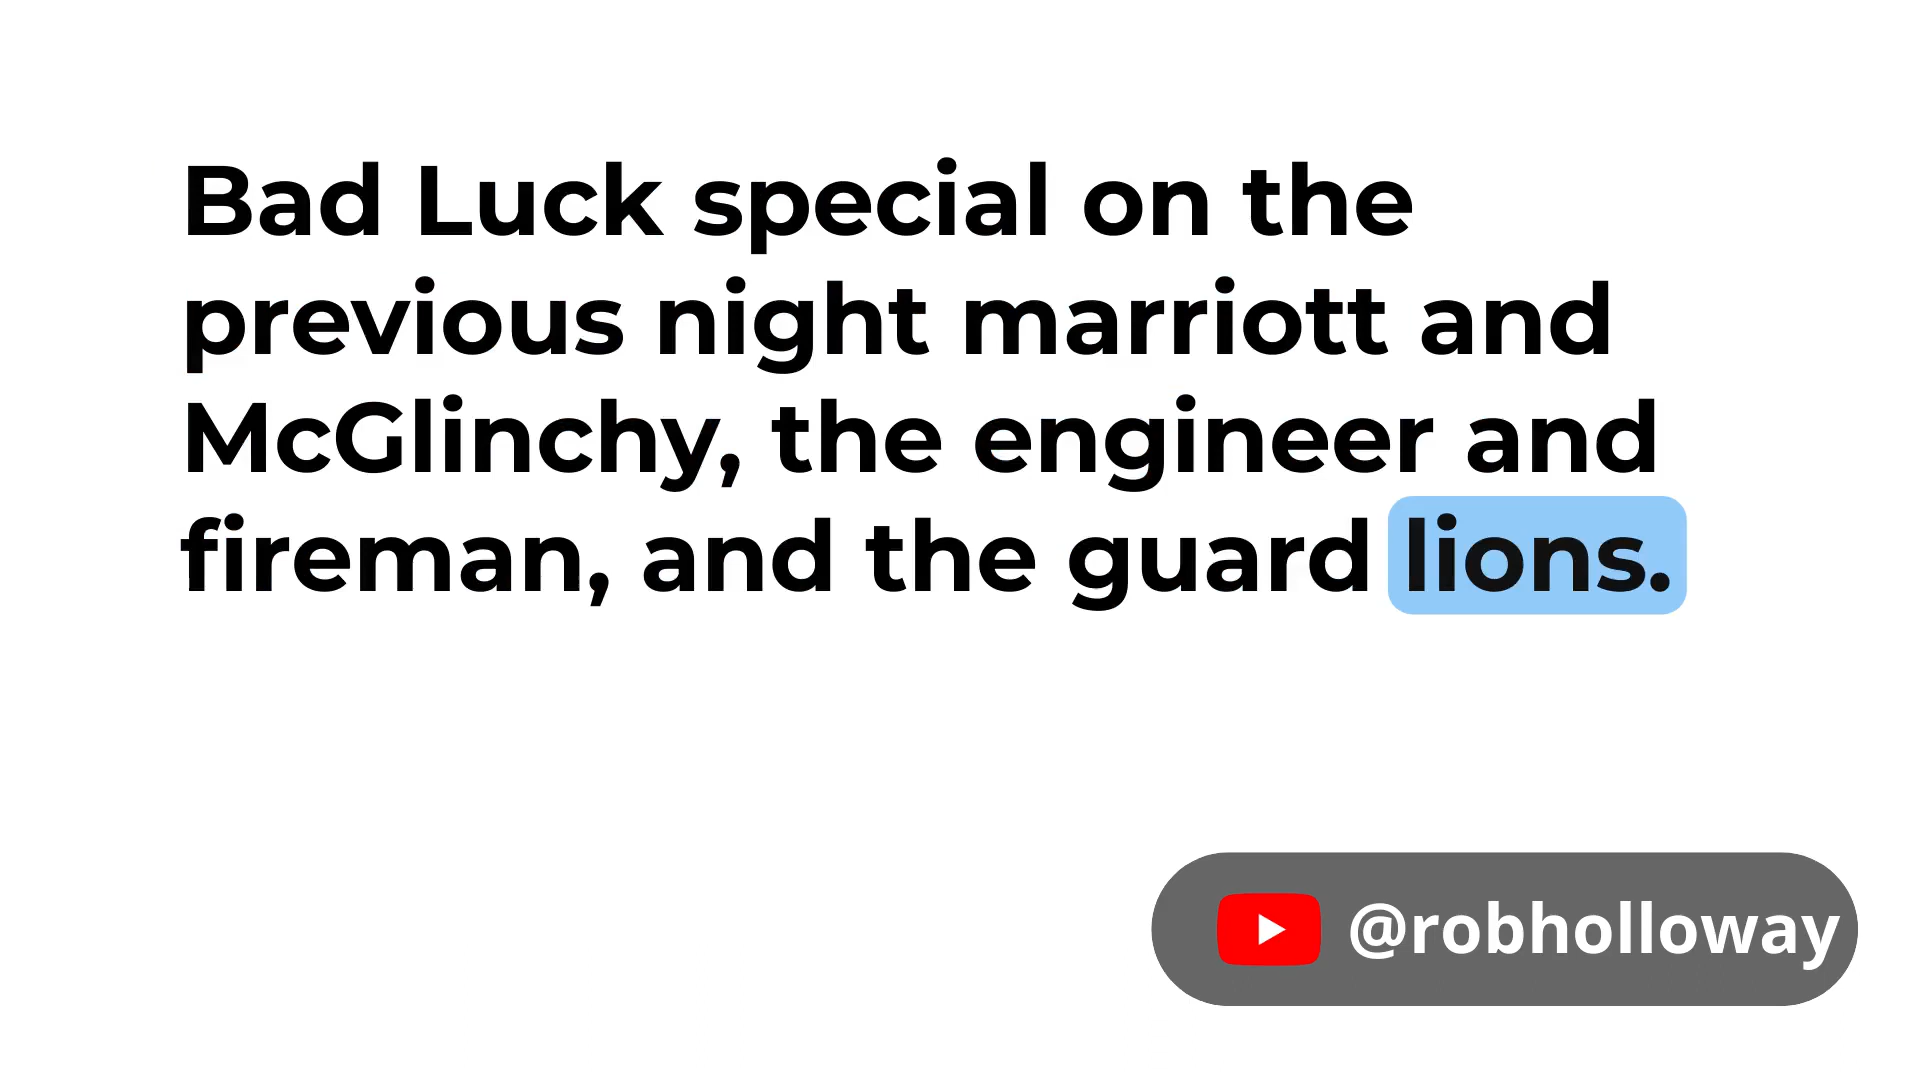 Bad Luck special on the
previous night marriott and
McGlinchy, the engineer and
fireman, and the guard lions.
@robholloway